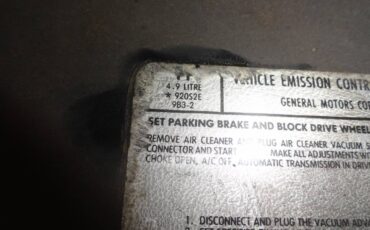 4.9 LITRE
* 920S2E
9B3-2
VEHICLE EMISSION CONTR
GENERAL MOTORS COR
SET PARKING BRAKE AND BLOCK DRIVE WHEEL
REMOVE AIR CLEANER AND PLUG AIR CLEANER VACUUM S
CONNECTOR AND START MAKE ALL ADJUSTMENTS WI
CHOKE OPEN, A/C OFF, AUTOMATIC TRANSMISSION IN DRIV
1. DISCONNECT AND PLUG THE VACUUM ADVA